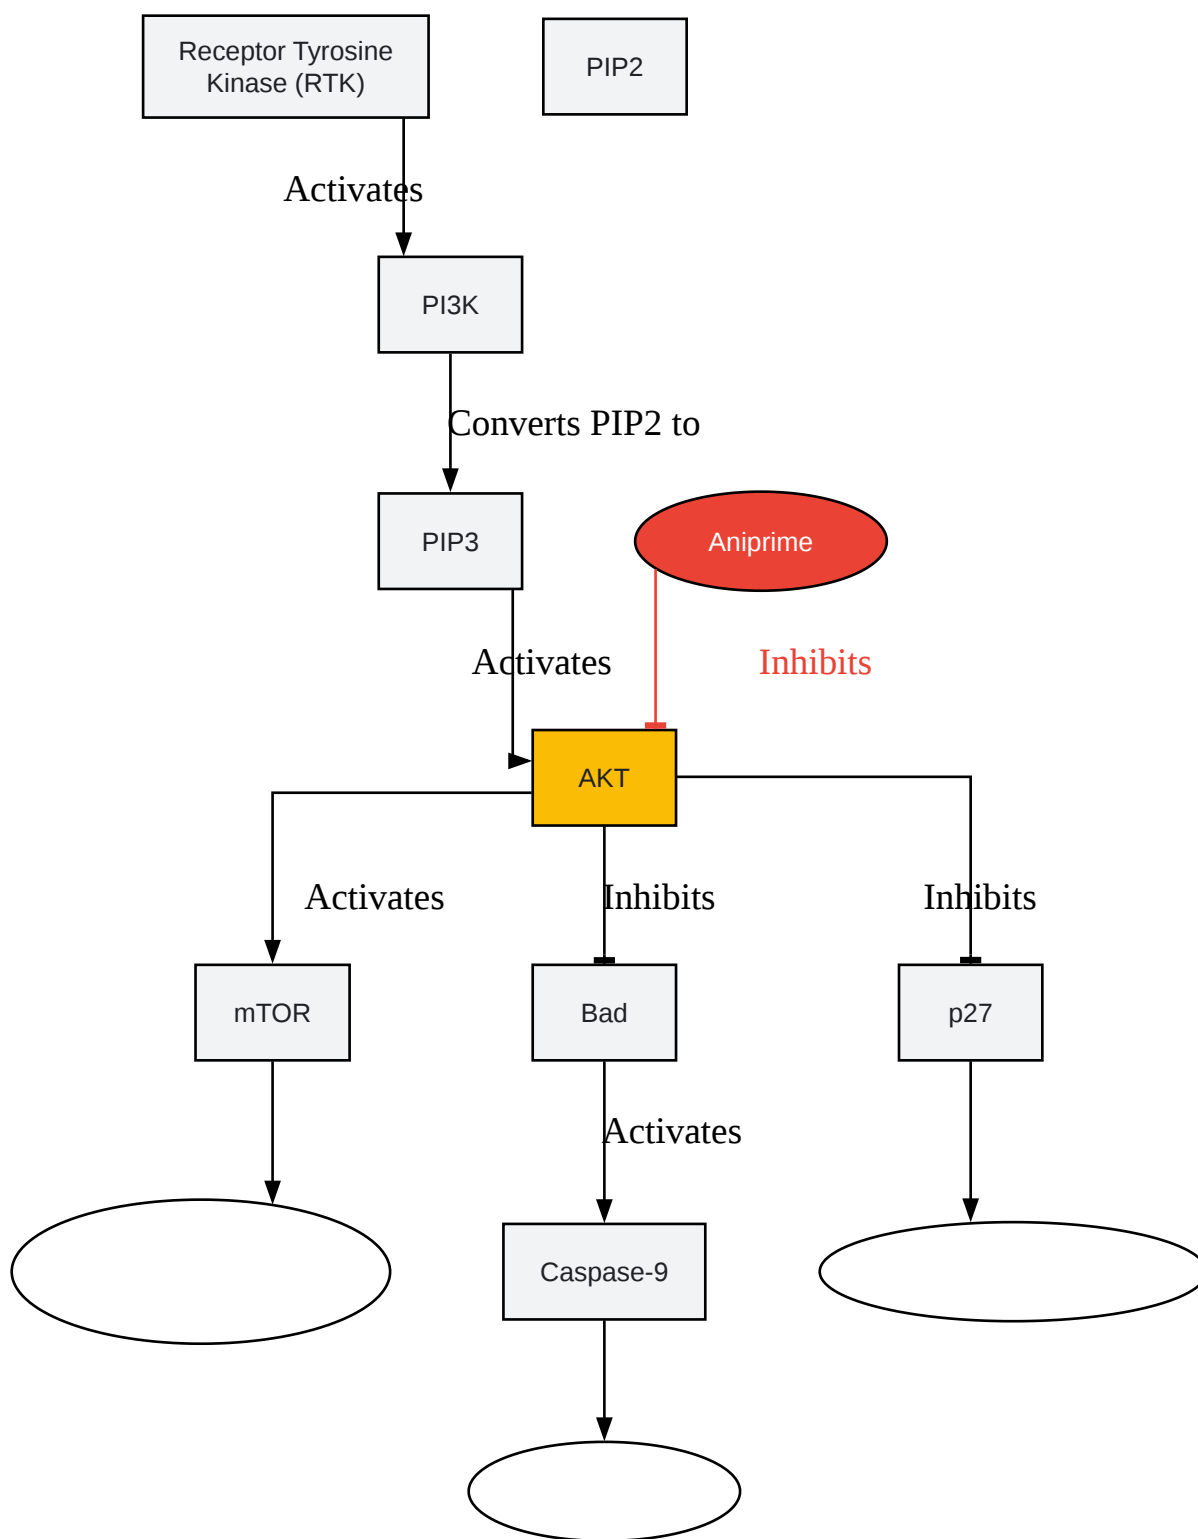 Receptor Tyrosine
Kinase (RTK)
PIP2
Activates
PI3K
Converts PIP2 to
PIP3
Aniprime
Activates
Inhibits
AKT
Activates
Inhibits
Inhibits
mTOR
Bad
p27
Activates
Caspase-9